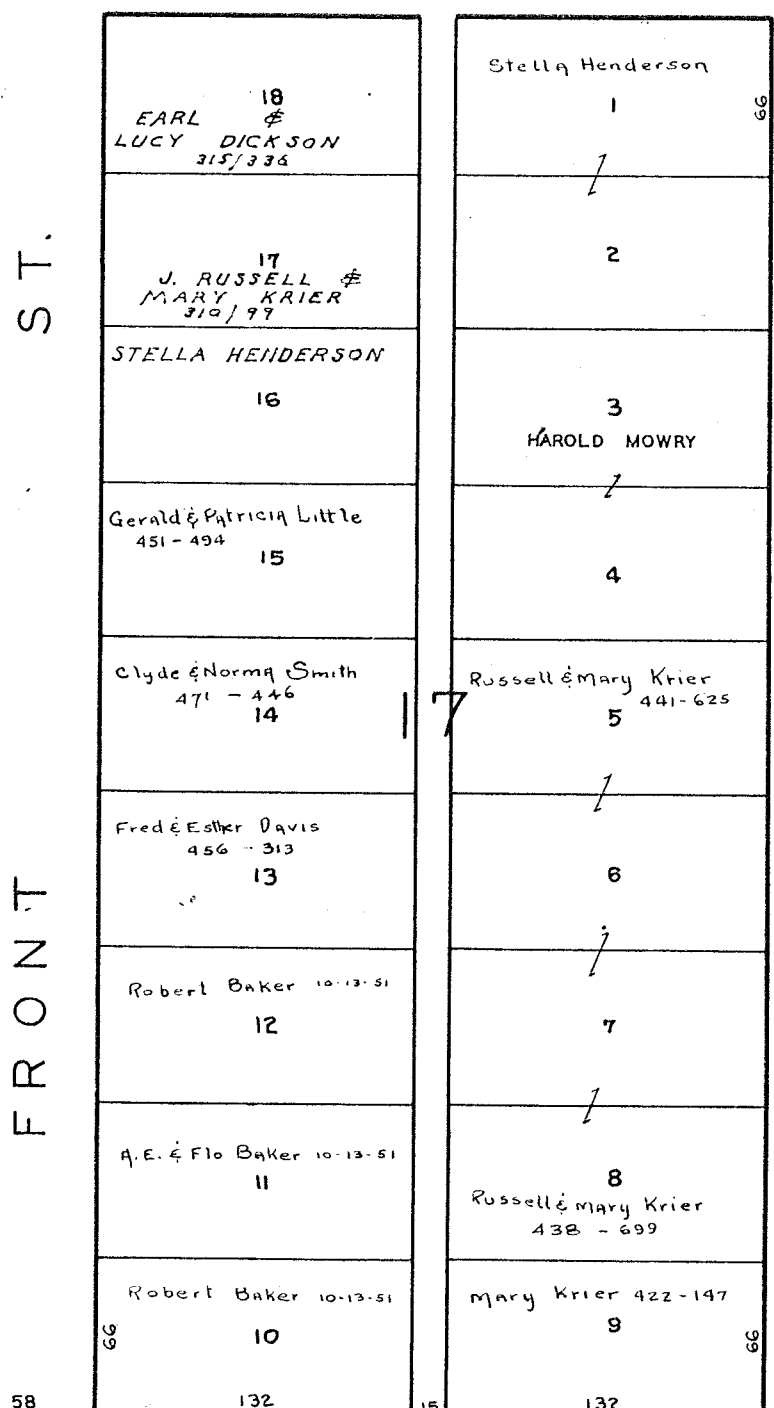 FRONT ST.
18
EARL &
LUCY DICKSON
315/336
17
J. RUSSELL &
MARY KRIER
310/99
STELLA HENDERSON
16
Gerald & Patricia Little
451-494
15
Clyde & Norma Smith
471-446
14
Fred & Esther Davis
456-313
13
Robert Baker 10-13-51
12
A.E. & Flo Baker 10-13-51
11
Robert Baker 10-13-51
66
10
58
132
17
15
Stella Henderson
66
1
2
3
HAROLD MOWRY
4
Russell & Mary Krier
441-625
5
6
7
8
Russell & Mary Krier
438-699
Mary Krier 422-147
9
66
132